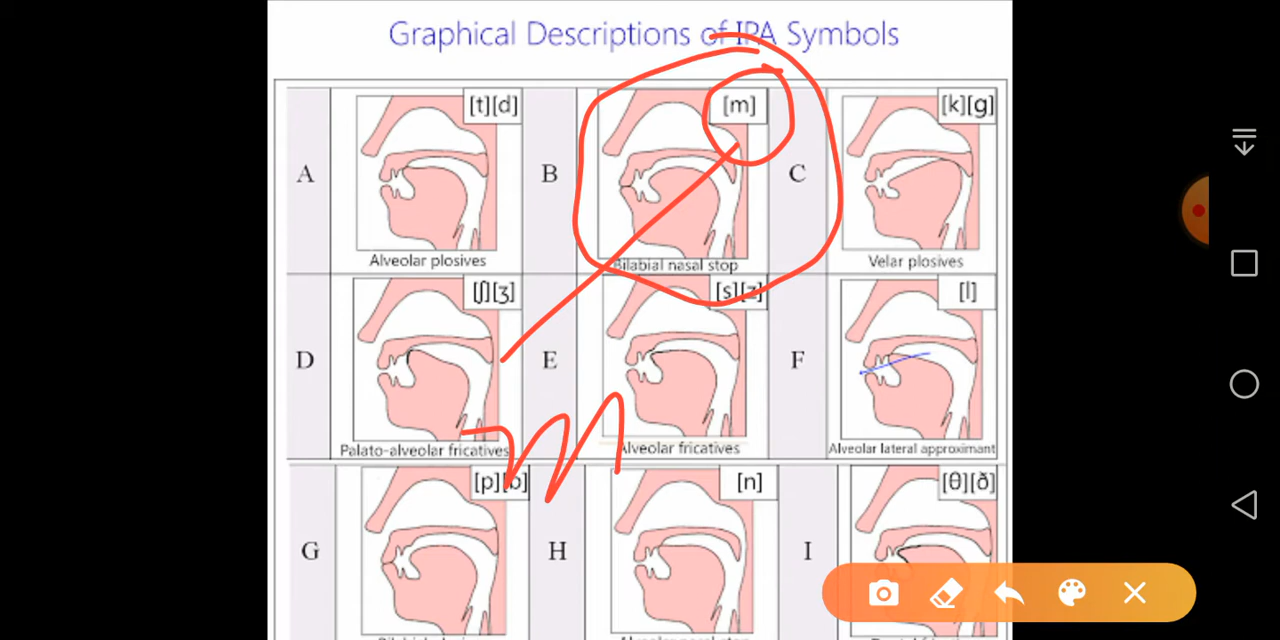 Graphical Descriptions of IPA Symbols
A [t][d] B [m] C [k][g]
Alveolar plosives Bilabial nasal stop Velar plosives
D [ʃ][ʒ] E [s][z] F [l]
Palato-alveolar fricatives Alveolar fricatives Alveolar lateral approximant
m
G [p][b] H [n] I [θ][ð]